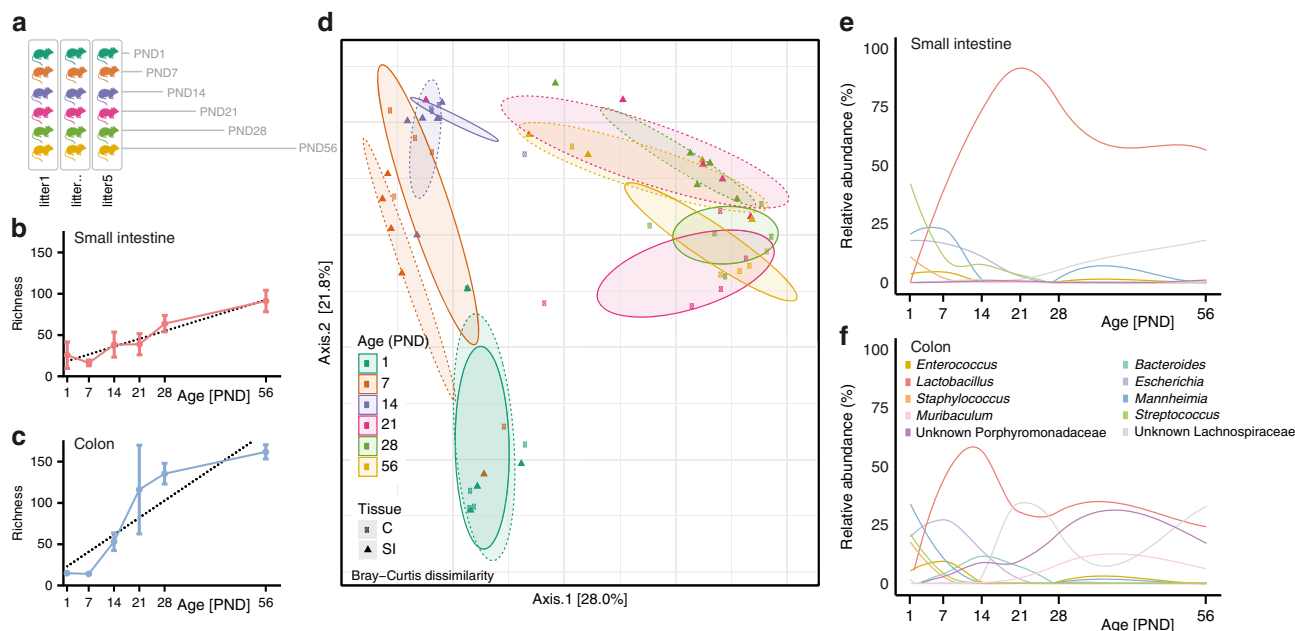 a
PND1
PND7
PND14
PND21
PND28
PND56
litter1
litter..
litter5
b
Small intestine
Richness
150
100
50
0
1 7 14 21 28 Age [PND] 56
c
Colon
Richness
150
100
50
0
1 7 14 21 28 Age [PND] 56
d
Axis.2 [21.8%]
Age (PND)
1
7
14
21
28
56
Tissue
C
SI
Bray–Curtis dissimilarity
Axis.1 [28.0%]
e
Small intestine
Relative abundance (%)
100
75
50
25
0
1 7 14 21 28 56
Age [PND]
f
Colon
Relative abundance (%)
100
75
50
25
0
Enterococcus
Lactobacillus
Staphylococcus
Muribaculum
Unknown Porphyromonadaceae
Bacteroides
Escherichia
Mannheimia
Streptococcus
Unknown Lachnospiraceae
1 7 14 21 28 56
Age [PND]